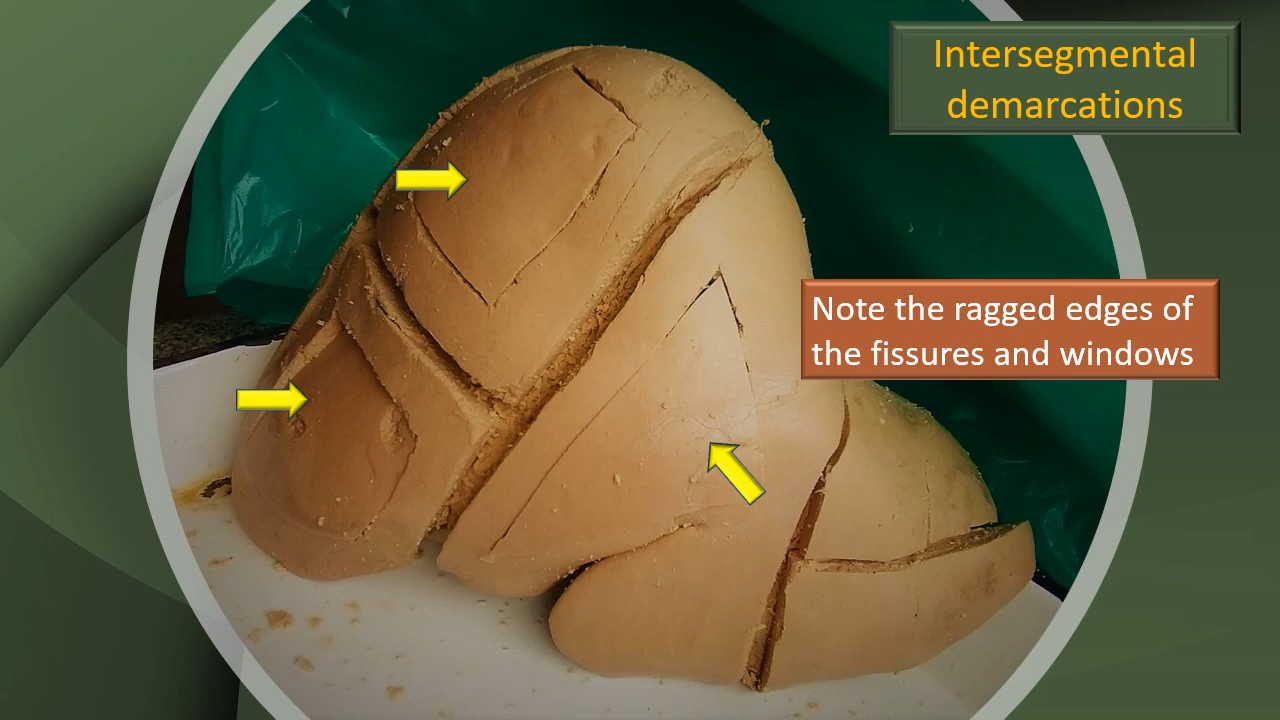 Intersegmental
demarcations
Note the ragged edges of
the fissures and windows